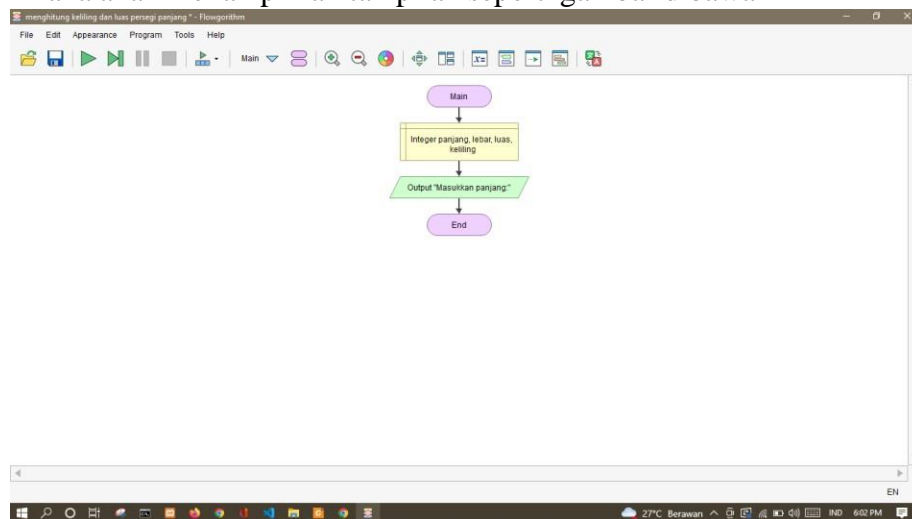 menghitung keliling dan luas persegi panjang * - Flowgorithm
File Edit Appearance Program Tools Help
Main
Main
Integer panjang, lebar, luas,
keliling
Output "Masukkan panjang:"
End
EN
27°C Berawan
IND
6:02 PM